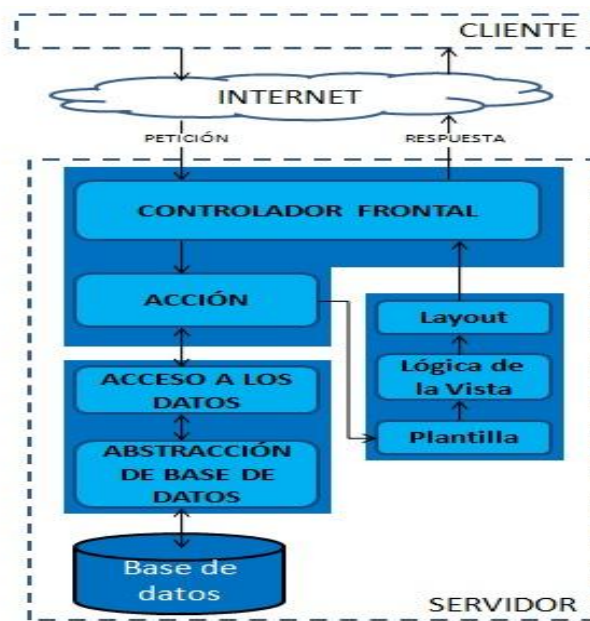 CLIENTE
INTERNET
PETICIÓN
RESPUESTA
CONTROLADOR FRONTAL
ACCIÓN
Layout
Lógica de
la Vista
Plantilla
ACCESO A LOS
DATOS
ABSTRACCIÓN
DE BASE DE
DATOS
Base de
datos
SERVIDOR